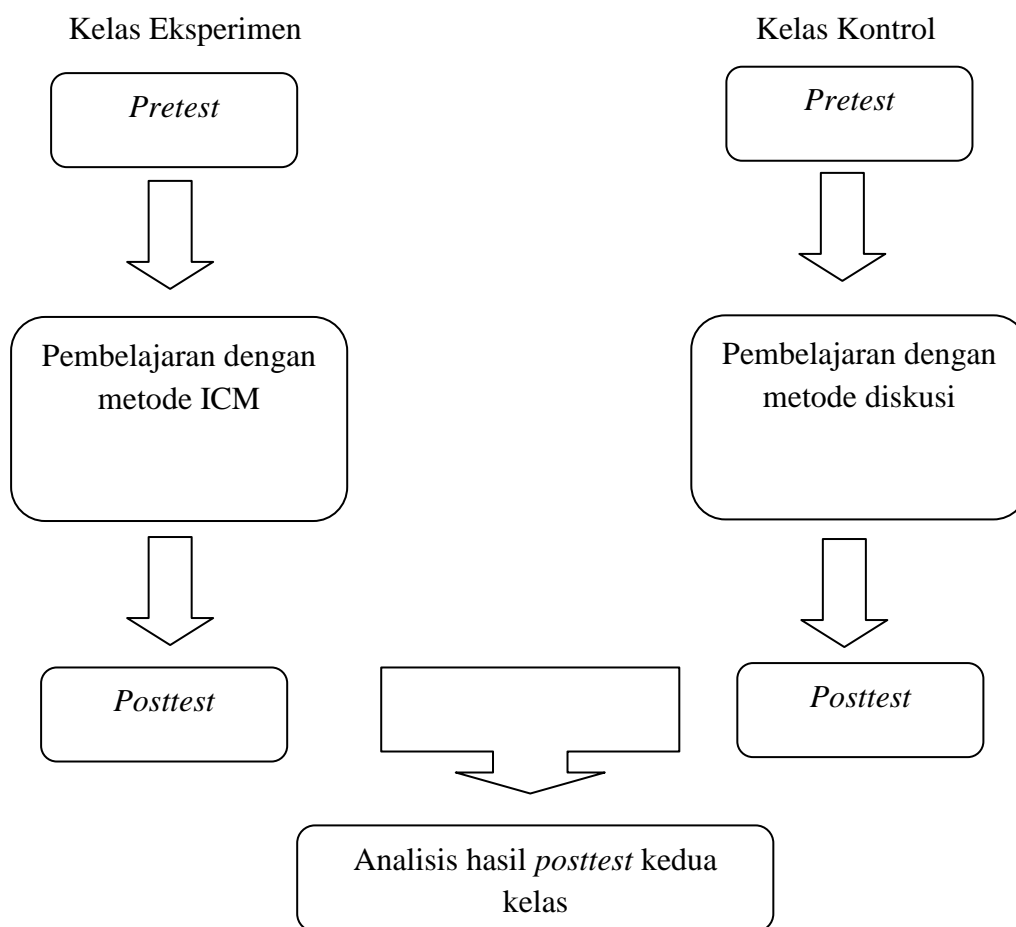 Kelas Eksperimen
Kelas Kontrol
Pretest
Pretest
Pembelajaran dengan
metode ICM
Pembelajaran dengan
metode diskusi
Posttest
Posttest
Analisis hasil posttest kedua
kelas